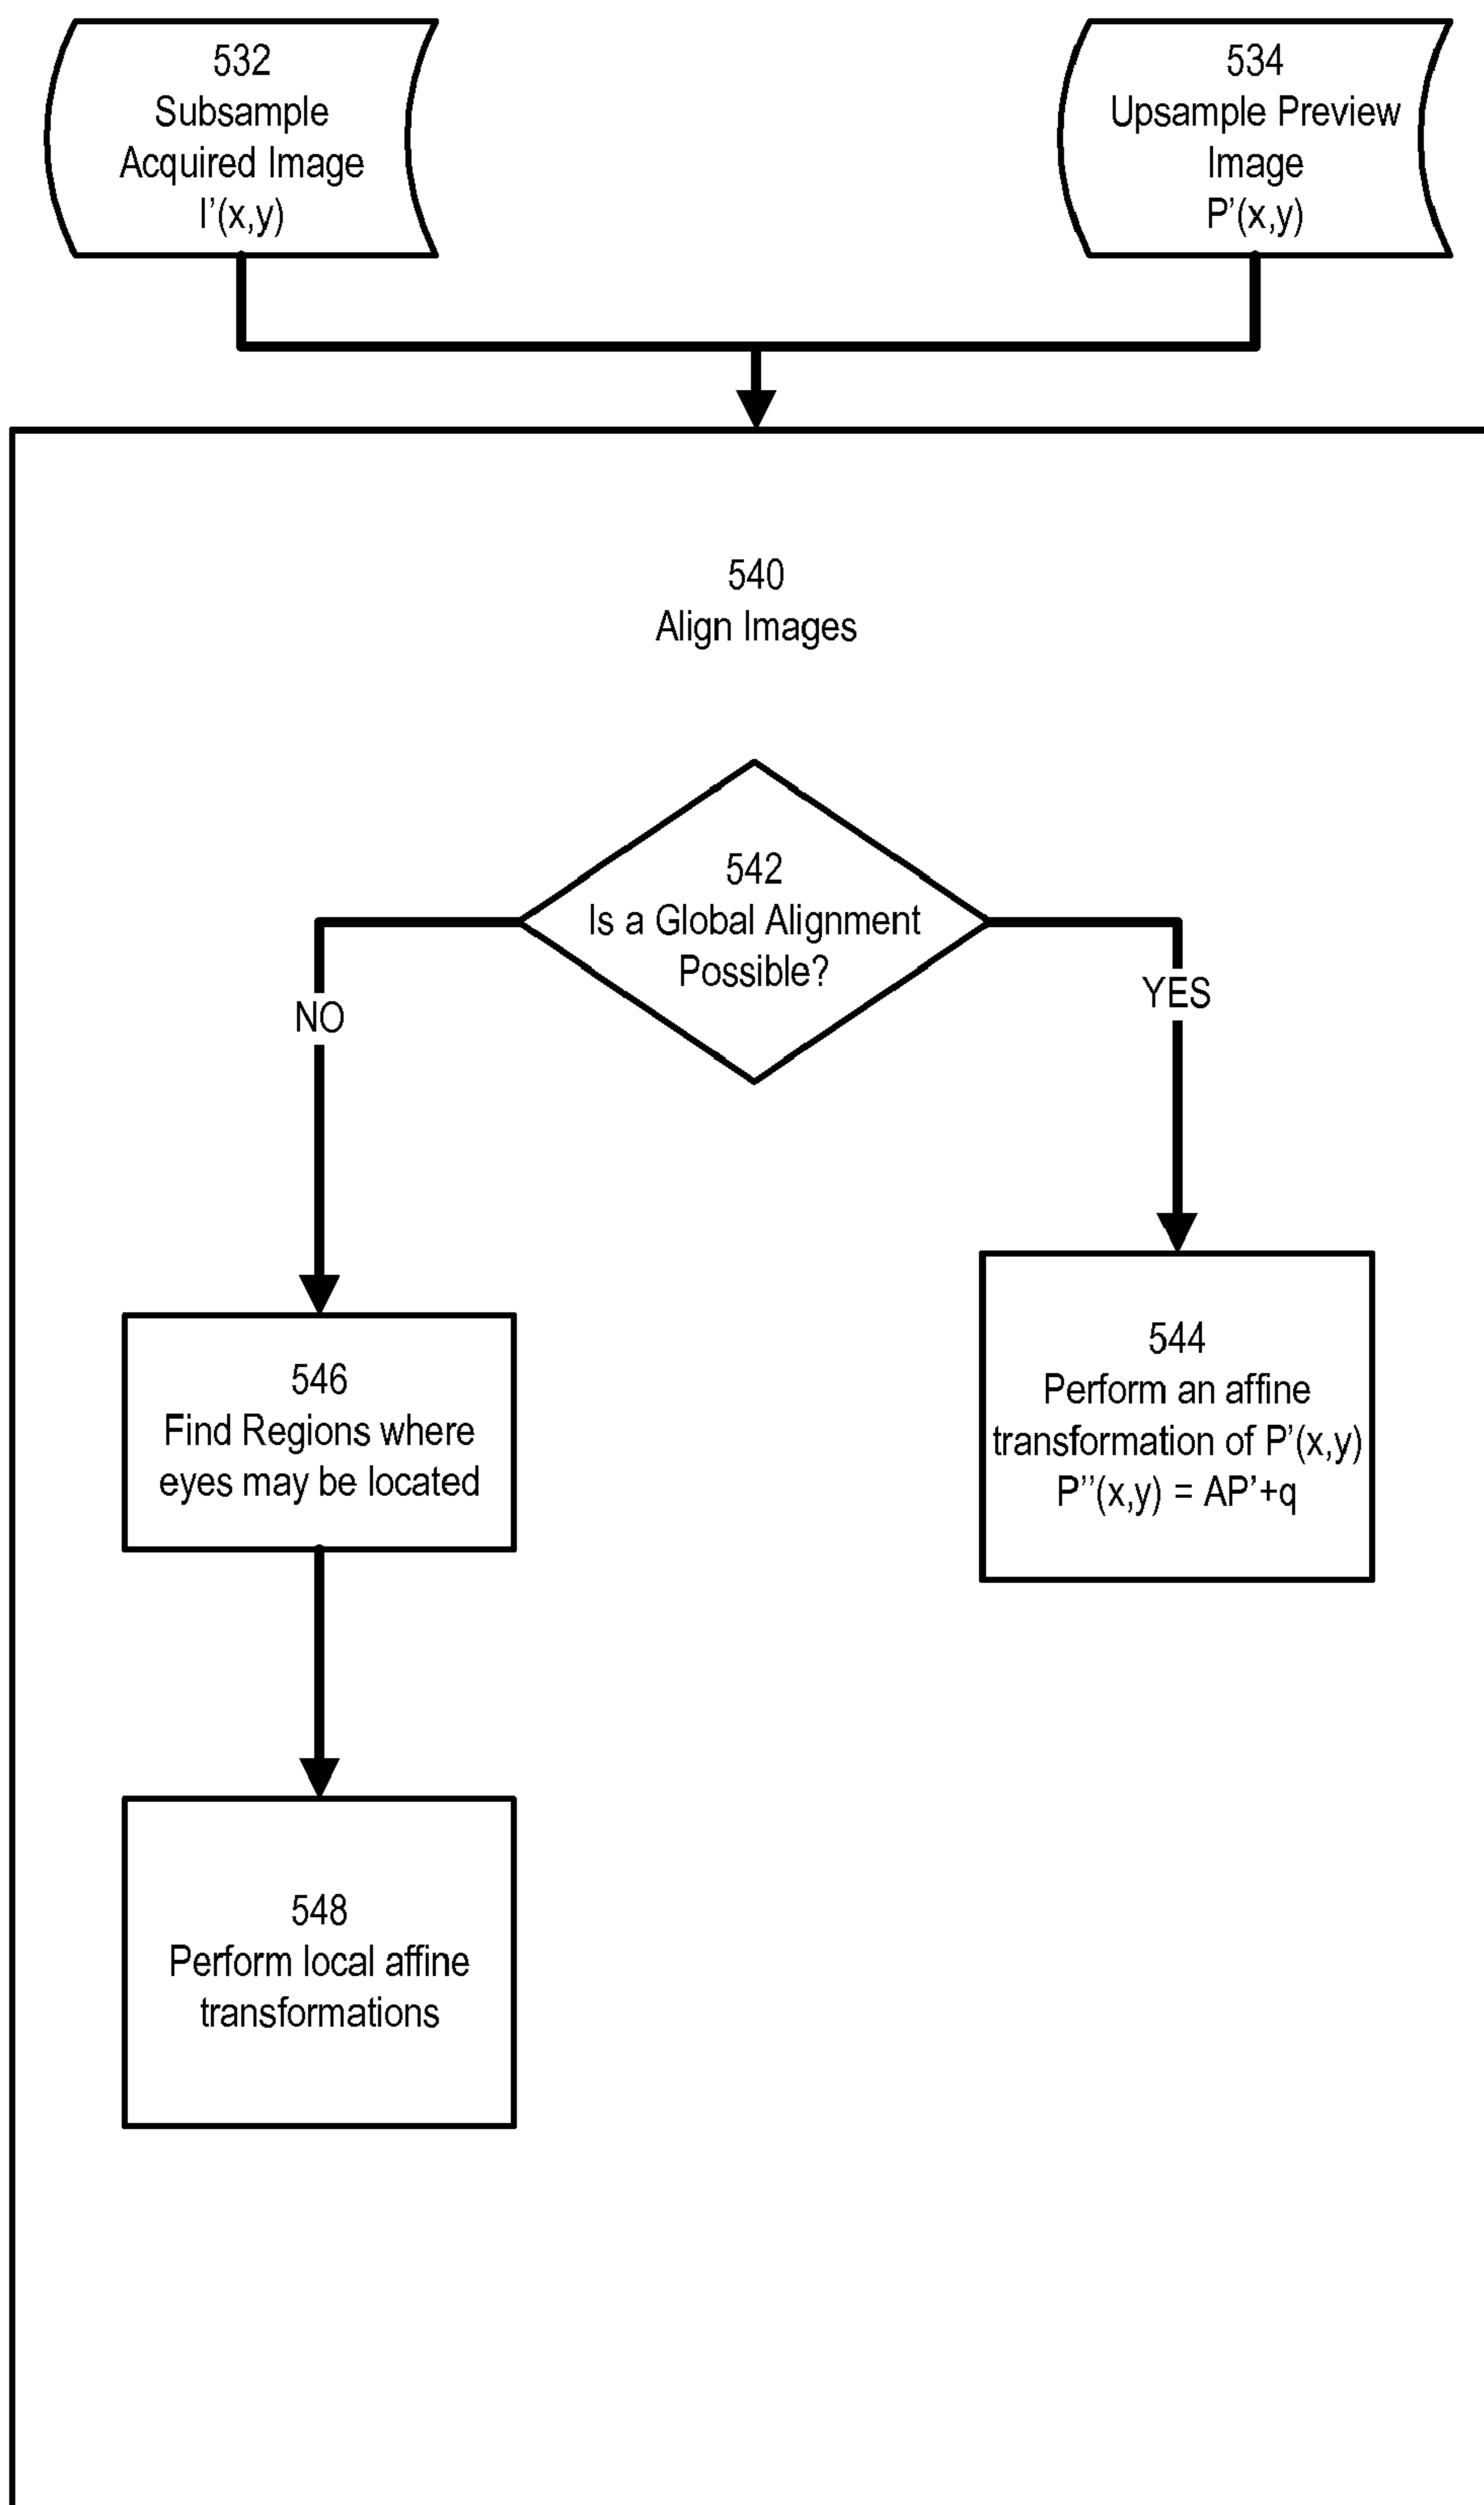 532
Subsample
Acquired Image
I'(x,y)
534
Upsample Preview
Image
P'(x,y)
540
Align Images
542
Is a Global Alignment
Possible?
NO
YES
544
Perform an affine
transformation of P'(x,y)
P''(x,y) = AP'+q
546
Find Regions where
eyes may be located
548
Perform local affine
transformations